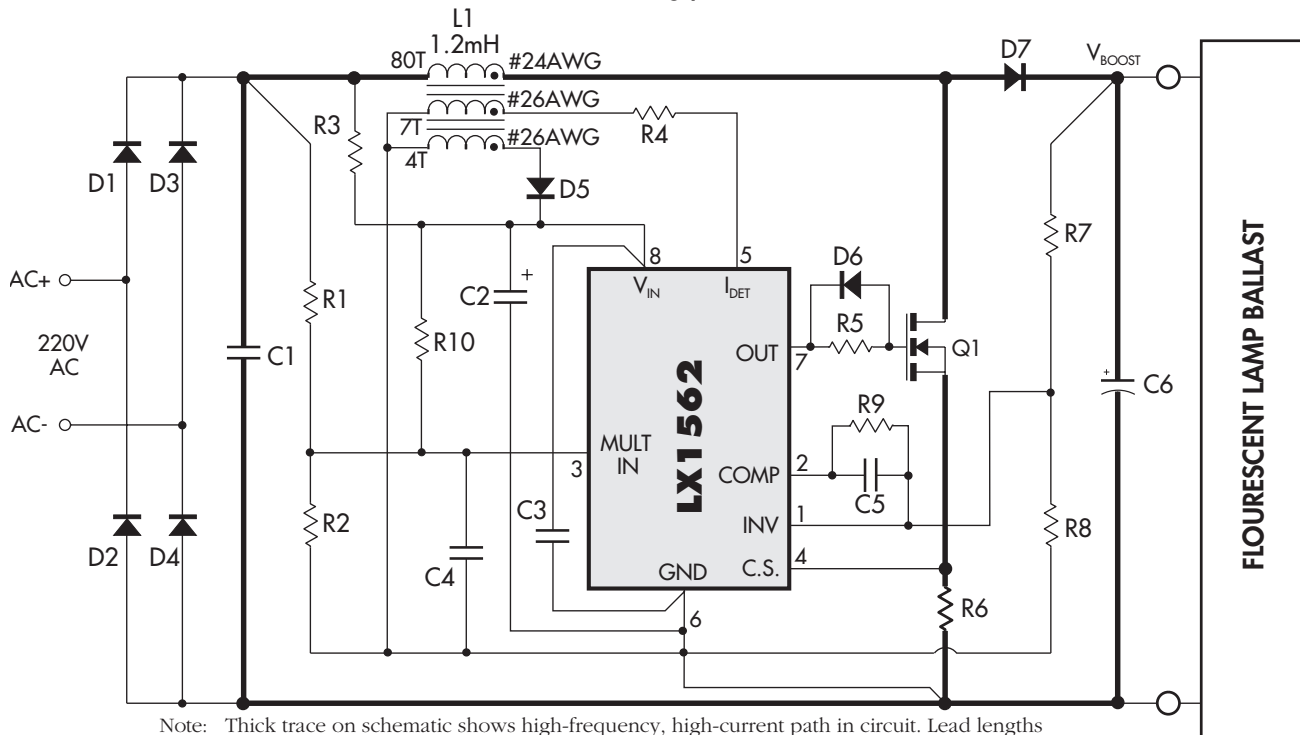 L1
1.2mH
80T
#24AWG
D7
VBOOST
#26AWG
7T
#26AWG
4T
R3
R4
D5
D1
D3
R7
8
5
VIN
IDET
D6
AC+
R1
C2
+
R10
R5
Q1
OUT
7
220V
AC
C1
LX1562
C6
+
R9
AC-
MULT
IN
3
COMP
2
C5
C3
INV
1
R2
R8
D2
D4
C4
GND
C.S.
4
R6
6
FLOURESCENT LAMP BALLAST
Note: Thick trace on schematic shows high-frequency, high-current path in circuit. Lead lengths